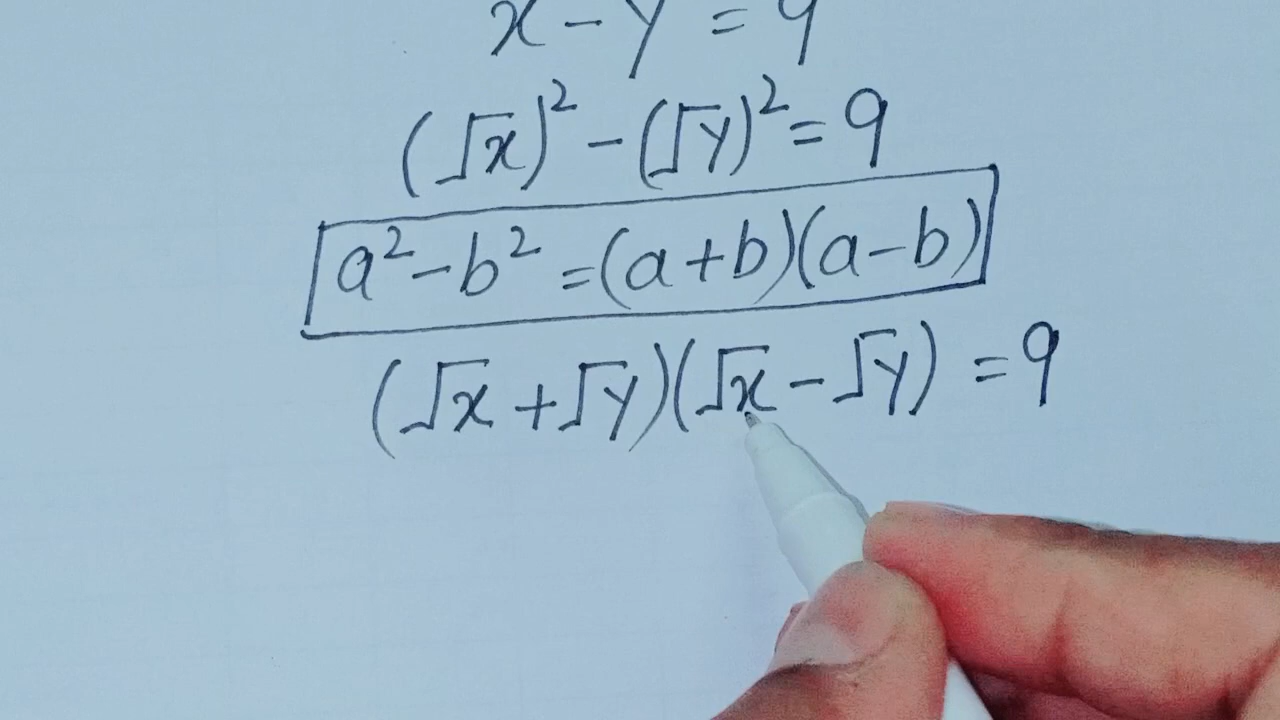 x - y = 9
(√x)² - (√y)² = 9
a² - b² = (a + b)(a - b)
(√x + √y)(√x - √y) = 9